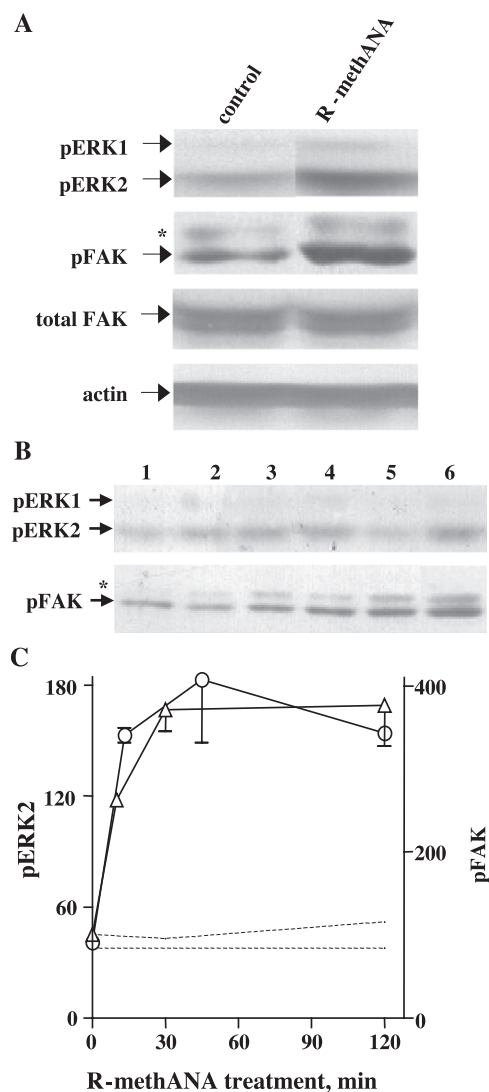 A
control
R - methANA
pERK1
pERK2
*
pFAK
total FAK
actin
B
1 2 3 4 5 6
pERK1
pERK2
*
pFAK
C
180
120
60
0
pERK2
400
200
0
pFAK
0 30 60 90 120
R-methANA treatment, min